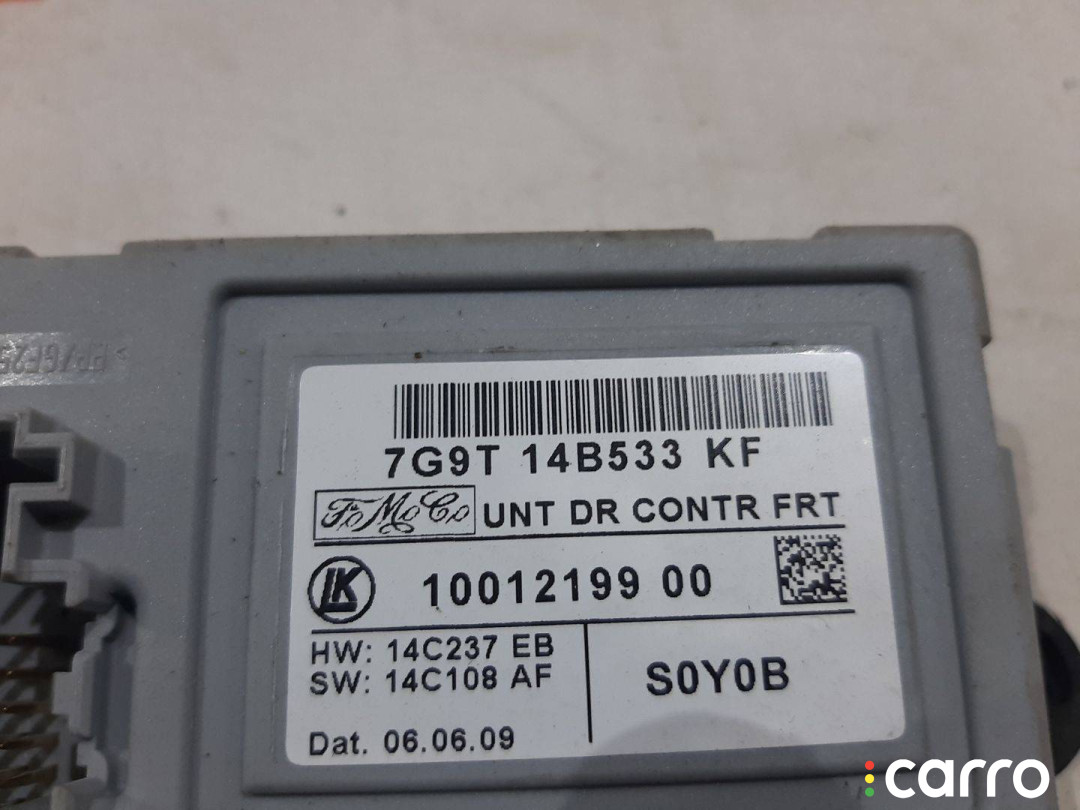 7G9T 14B533 KF
FoMoCo UNT DR CONTR FRT
LK 10012199 00
HW: 14C237 EB
SW: 14C108 AF
S0Y0B
Dat. 06.06.09
carro